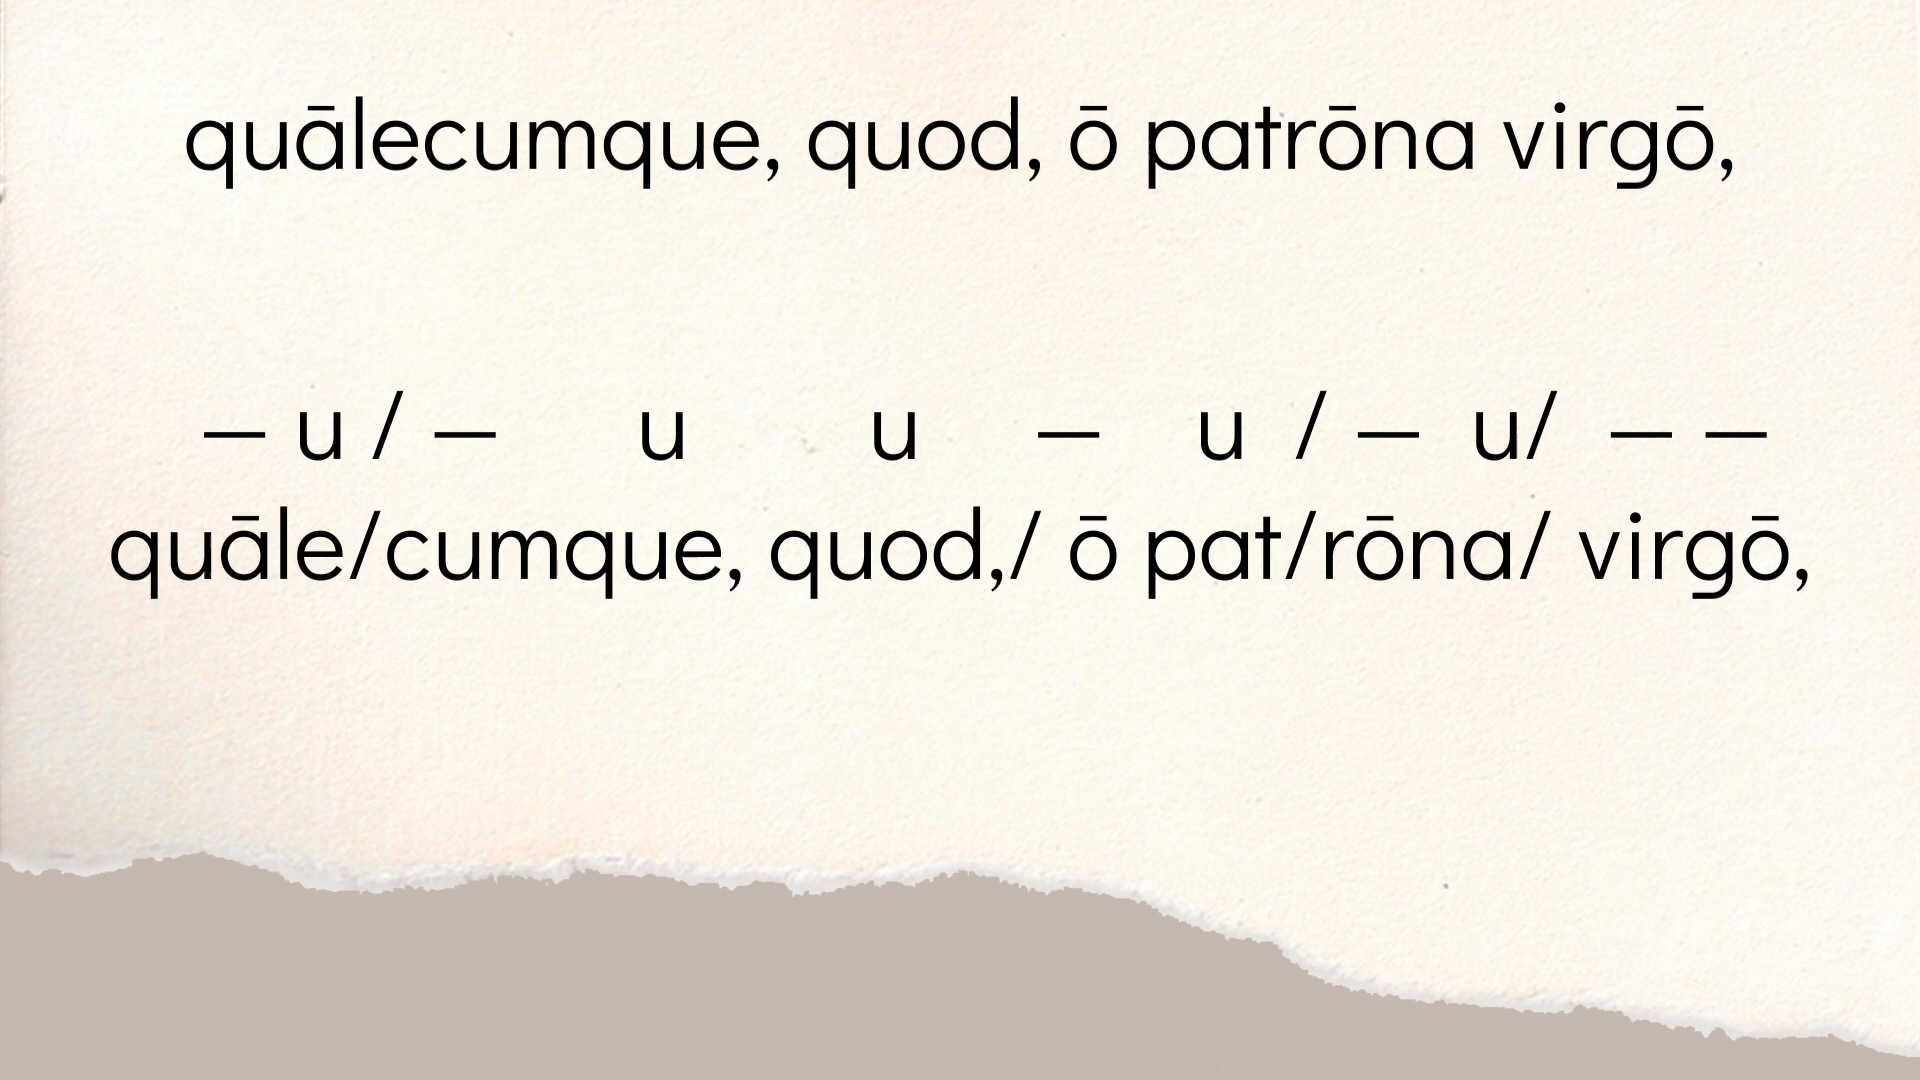 quālecumque, quod, ō patrōna virgō,
— u / — u u — u / — u/ — —
quāle/cumque, quod,/ ō pat/rōna/ virgō,